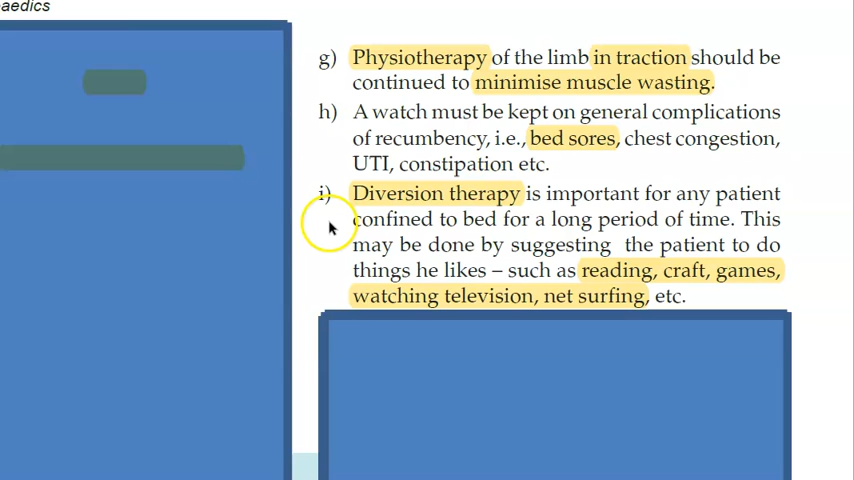 aedics
g) Physiotherapy of the limb in traction should be
continued to minimise muscle wasting.
h) A watch must be kept on general complications
of recumbency, i.e., bed sores, chest congestion,
UTI, constipation etc.
i) Diversion therapy is important for any patient
confined to bed for a long period of time. This
may be done by suggesting the patient to do
things he likes – such as reading, craft, games,
watching television, net surfing, etc.